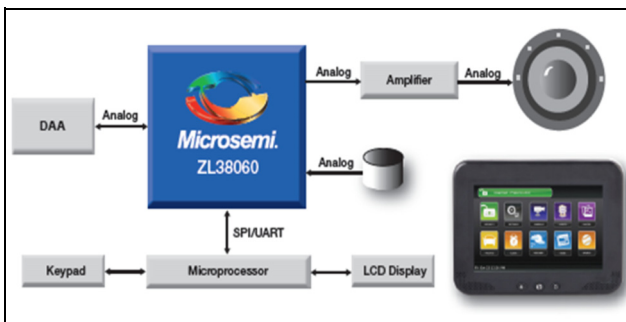 Analog
Amplifier
Analog
DAA
Analog
Microsemi.
ZL38060
Analog
SPI/UART
Keypad
Microprocessor
LCD Display